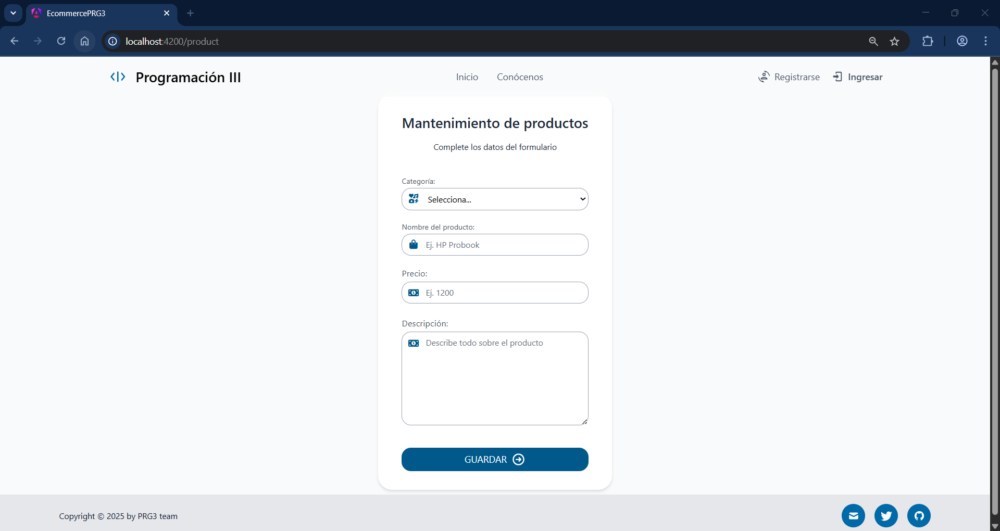 EcommercePRG3
localhost:4200/product
Programación III
Inicio
Conócenos
Registrarse
Ingresar
Mantenimiento de productos
Complete los datos del formulario
Categoría:
Selecciona...
Nombre del producto:
Ej. HP Probook
Precio:
Ej. 1200
Descripción:
Describe todo sobre el producto
GUARDAR
Copyright © 2025 by PRG3 team